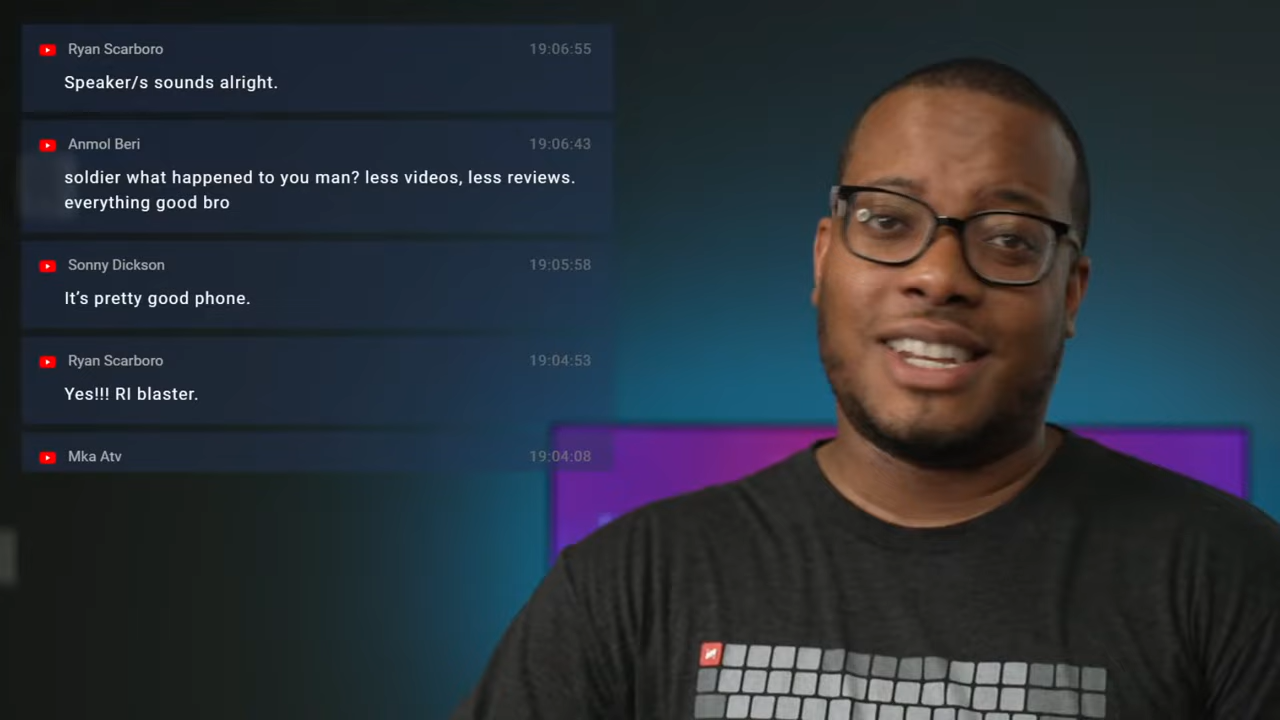 Ryan Scarboro 19:06:55
Speaker/s sounds alright.
Anmol Beri 19:06:43
soldier what happened to you man? less videos, less reviews.
everything good bro
Sonny Dickson 19:05:58
It’s pretty good phone.
Ryan Scarboro 19:04:53
Yes!!! RI blaster.
Mka Atv 19:04:08